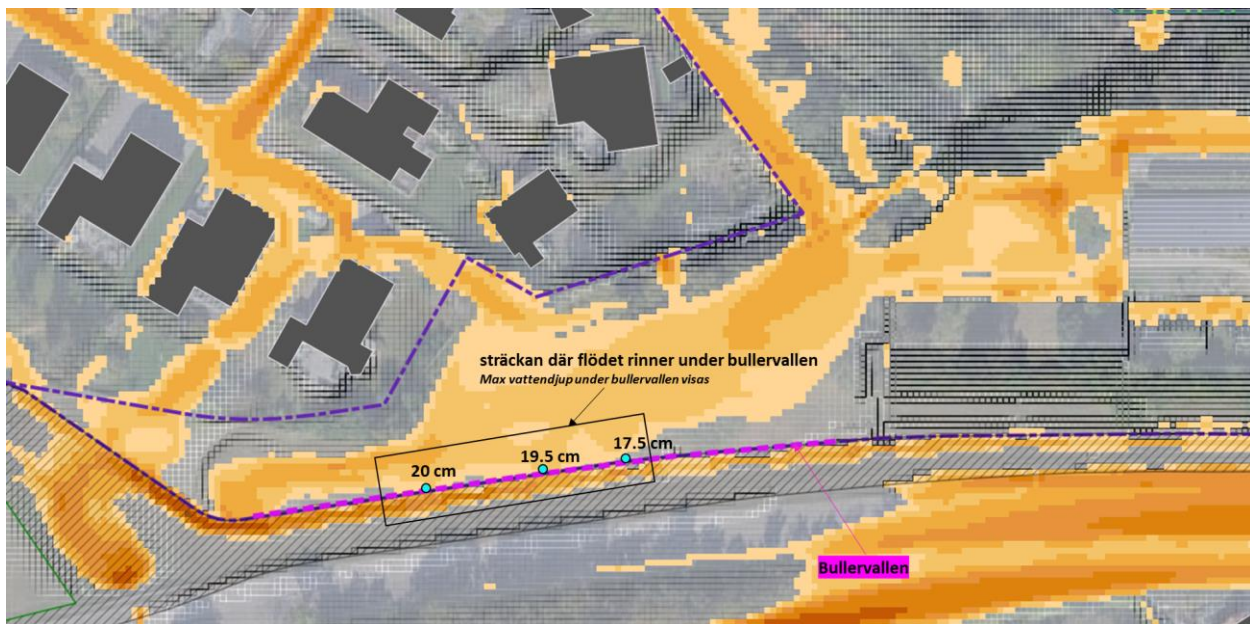 sträckan där flödet rinner under bullervallen
Max vattendjup under bullervallen visas
17.5 cm
19.5 cm
20 cm
Bullervallen